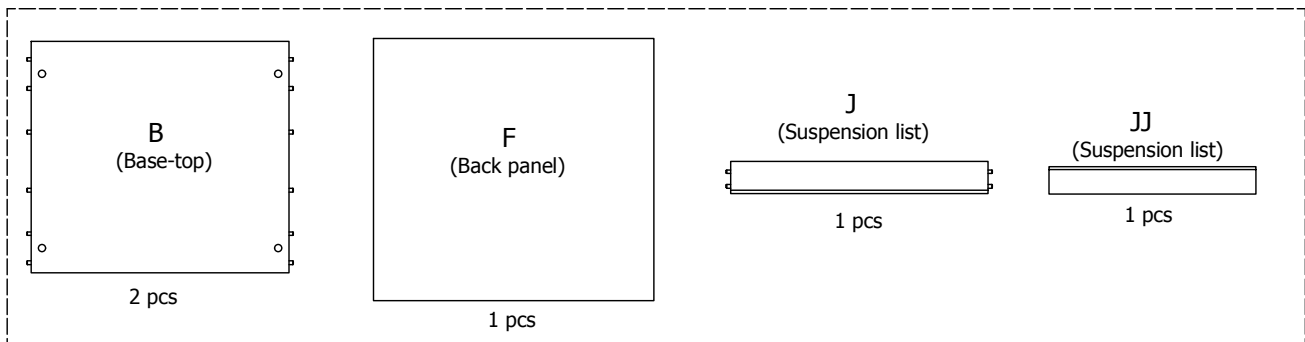 B
(Base-top)
2 pcs
F
(Back panel)
1 pcs
J
(Suspension list)
1 pcs
JJ
(Suspension list)
1 pcs